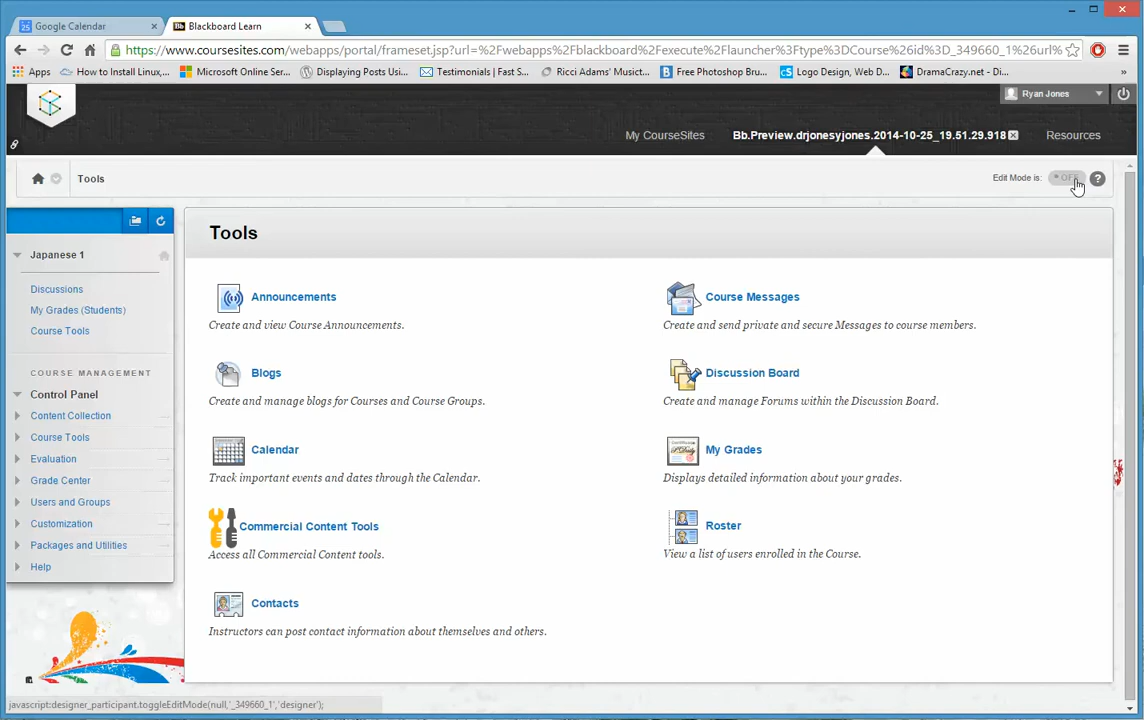 Google Calendar
Blackboard Learn
https://www.coursesites.com/webapps/portal/frameset.jsp?url=%2Fwebapps%2Fblackboard%2Fexecute%2Flauncher%3Ftype%3DCourse%26id%3D_349660_1%26url%
Apps
How to Install Linux,...
Microsoft Online Ser...
Displaying Posts Usi...
Testimonials | Fast S...
Ricci Adams' Musict...
Free Photoshop Bru...
Logo Design, Web D...
DramaCrazy.net - Di...
»
Ryan Jones
My CourseSites
Bb.Preview.drjonesyjones.2014-10-25_19.51.29.918
Resources
Tools
Edit Mode is:
OFF
?
Japanese 1
Discussions
My Grades (Students)
Course Tools
COURSE MANAGEMENT
Control Panel
Content Collection
Course Tools
Evaluation
Grade Center
Users and Groups
Customization
Packages and Utilities
Help
Tools
Announcements
Create and view Course Announcements.
Blogs
Create and manage blogs for Courses and Course Groups.
Calendar
Track important events and dates through the Calendar.
Commercial Content Tools
Access all Commercial Content tools.
Contacts
Instructors can post contact information about themselves and others.
Course Messages
Create and send private and secure Messages to course members.
Discussion Board
Create and manage Forums within the Discussion Board.
My Grades
Displays detailed information about your grades.
Roster
View a list of users enrolled in the Course.
javascript:designer_participant.toggleEditMode(null,'_349660_1','designer');